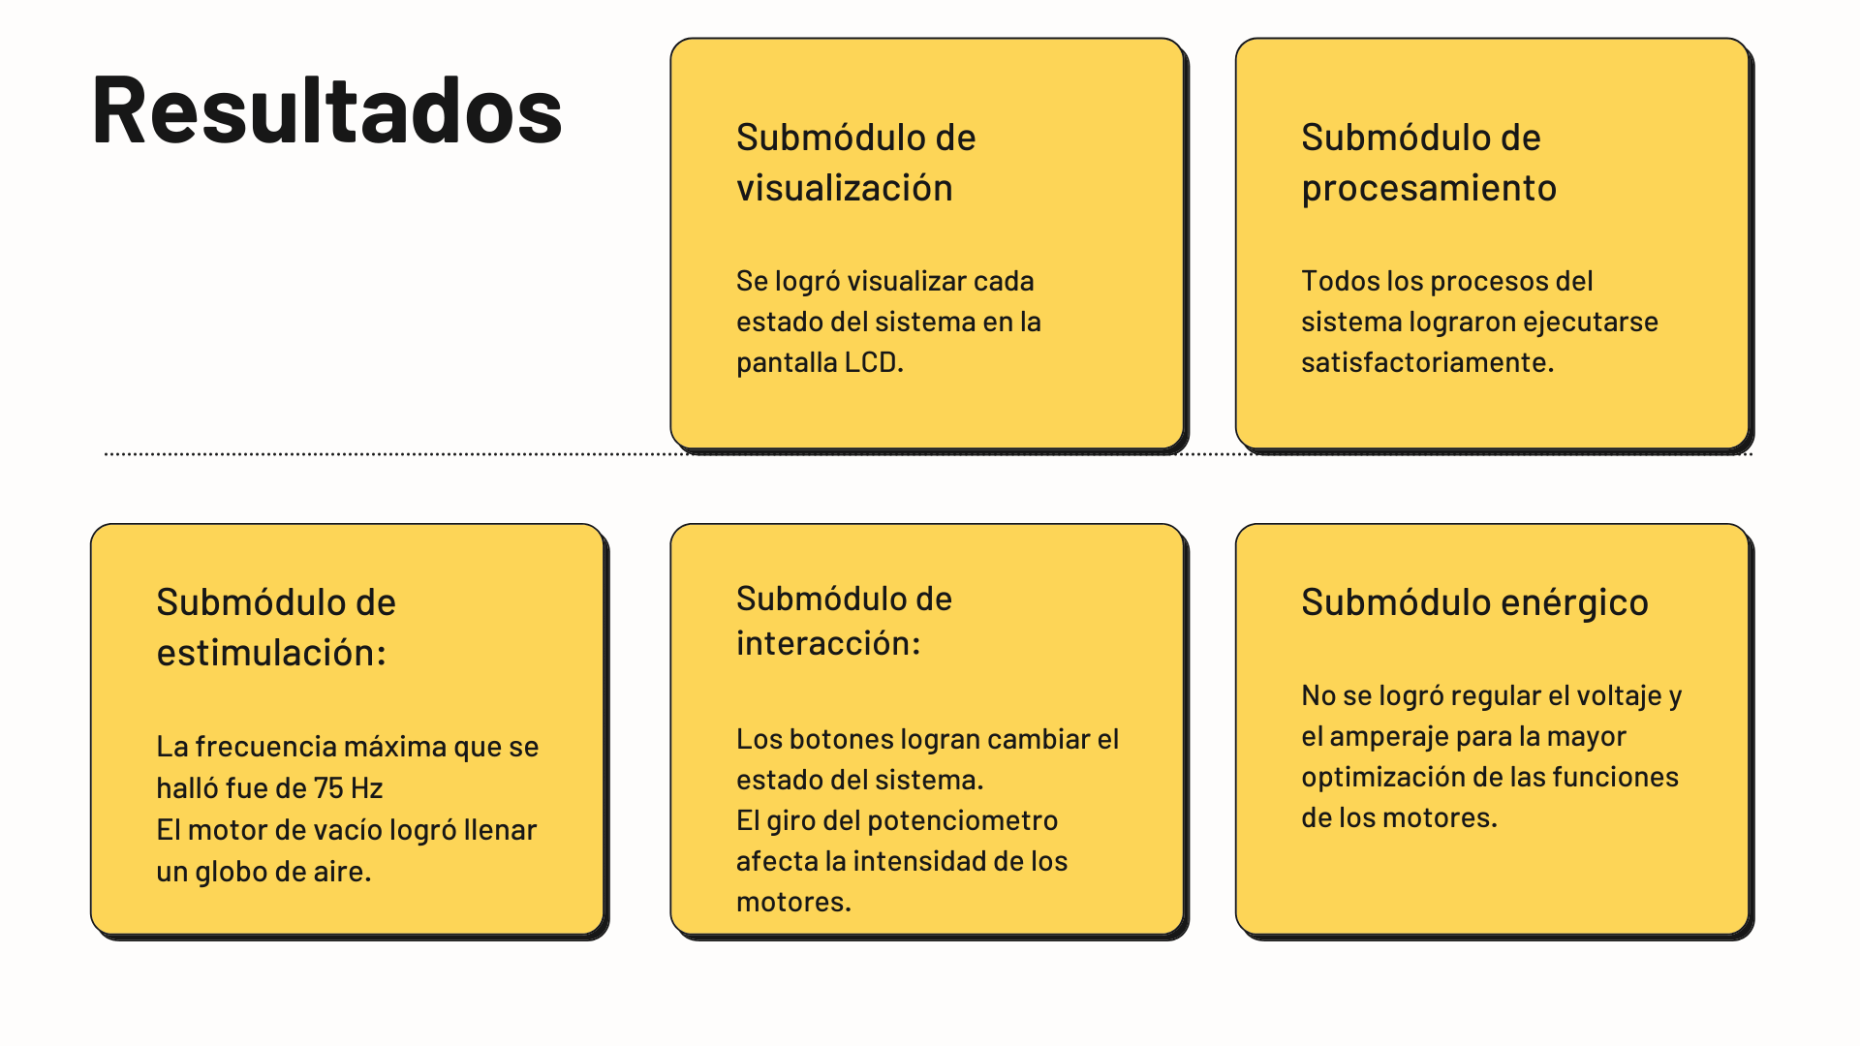 Resultados
Submódulo de
visualización
Se logró visualizar cada
estado del sistema en la
pantalla LCD.
Submódulo de
procesamiento
Todos los procesos del
sistema lograron ejecutarse
satisfactoriamente.
Submódulo de
estimulación:
La frecuencia máxima que se
halló fue de 75 Hz
El motor de vacío logró llenar
un globo de aire.
Submódulo de
interacción:
Los botones logran cambiar el
estado del sistema.
El giro del potenciometro
afecta la intensidad de los
motores.
Submódulo enérgico
No se logró regular el voltaje y
el amperaje para la mayor
optimización de las funciones
de los motores.